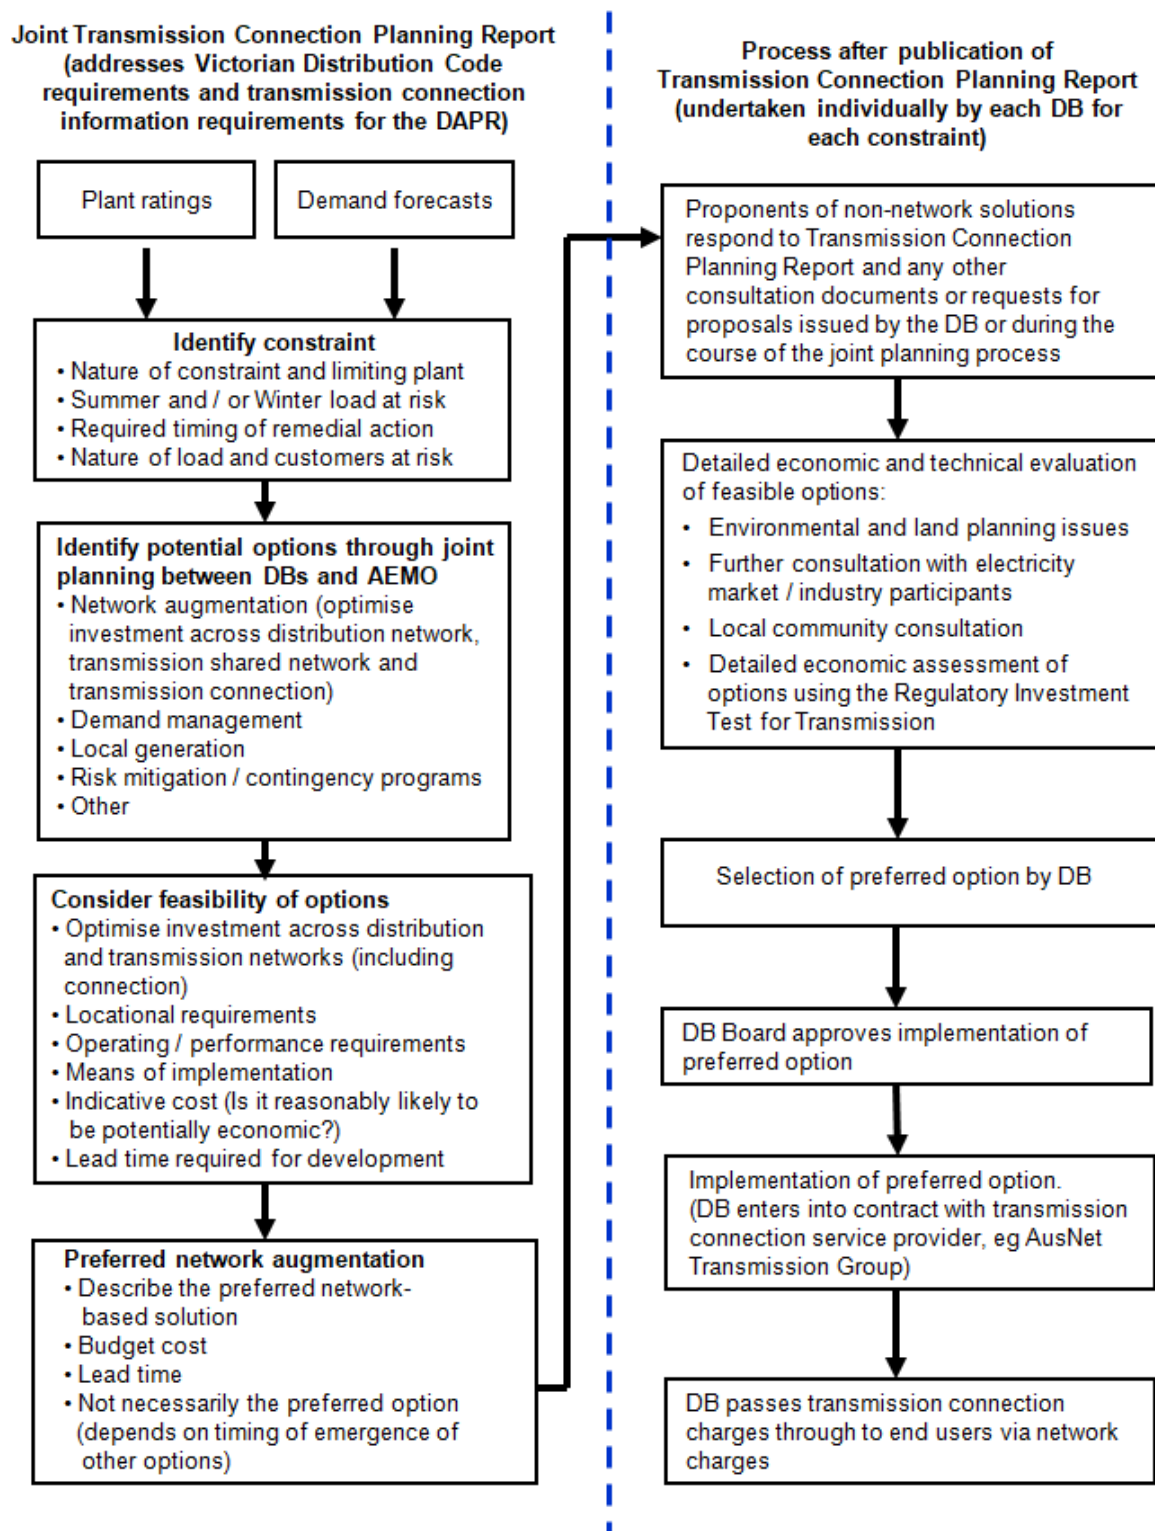 Joint Transmission Connection Planning Report
(addresses Victorian Distribution Code
requirements and transmission connection
information requirements for the DAPR)
Plant ratings
Demand forecasts
Identify constraint
• Nature of constraint and limiting plant
• Summer and / or Winter load at risk
• Required timing of remedial action
• Nature of load and customers at risk
Identify potential options through joint
planning between DBs and AEMO
• Network augmentation (optimise
investment across distribution network,
transmission shared network and
transmission connection)
• Demand management
• Local generation
• Risk mitigation / contingency programs
• Other
Consider feasibility of options
• Optimise investment across distribution
and transmission networks (including
connection)
• Locational requirements
• Operating / performance requirements
• Means of implementation
• Indicative cost (Is it reasonably likely to
be potentially economic?)
• Lead time required for development
Preferred network augmentation
• Describe the preferred network-
based solution
• Budget cost
• Lead time
• Not necessarily the preferred option
(depends on timing of emergence of
other options)
Process after publication of
Transmission Connection Planning Report
(undertaken individually by each DB for
each constraint)
Proponents of non-network solutions
respond to Transmission Connection
Planning Report and any other
consultation documents or requests for
proposals issued by the DB or during the
course of the joint planning process
Detailed economic and technical evaluation
of feasible options:
• Environmental and land planning issues
• Further consultation with electricity
market / industry participants
• Local community consultation
• Detailed economic assessment of
options using the Regulatory Investment
Test for Transmission
Selection of preferred option by DB
DB Board approves implementation of
preferred option
Implementation of preferred option.
(DB enters into contract with transmission
connection service provider, eg AusNet
Transmission Group)
DB passes transmission connection
charges through to end users via network
charges